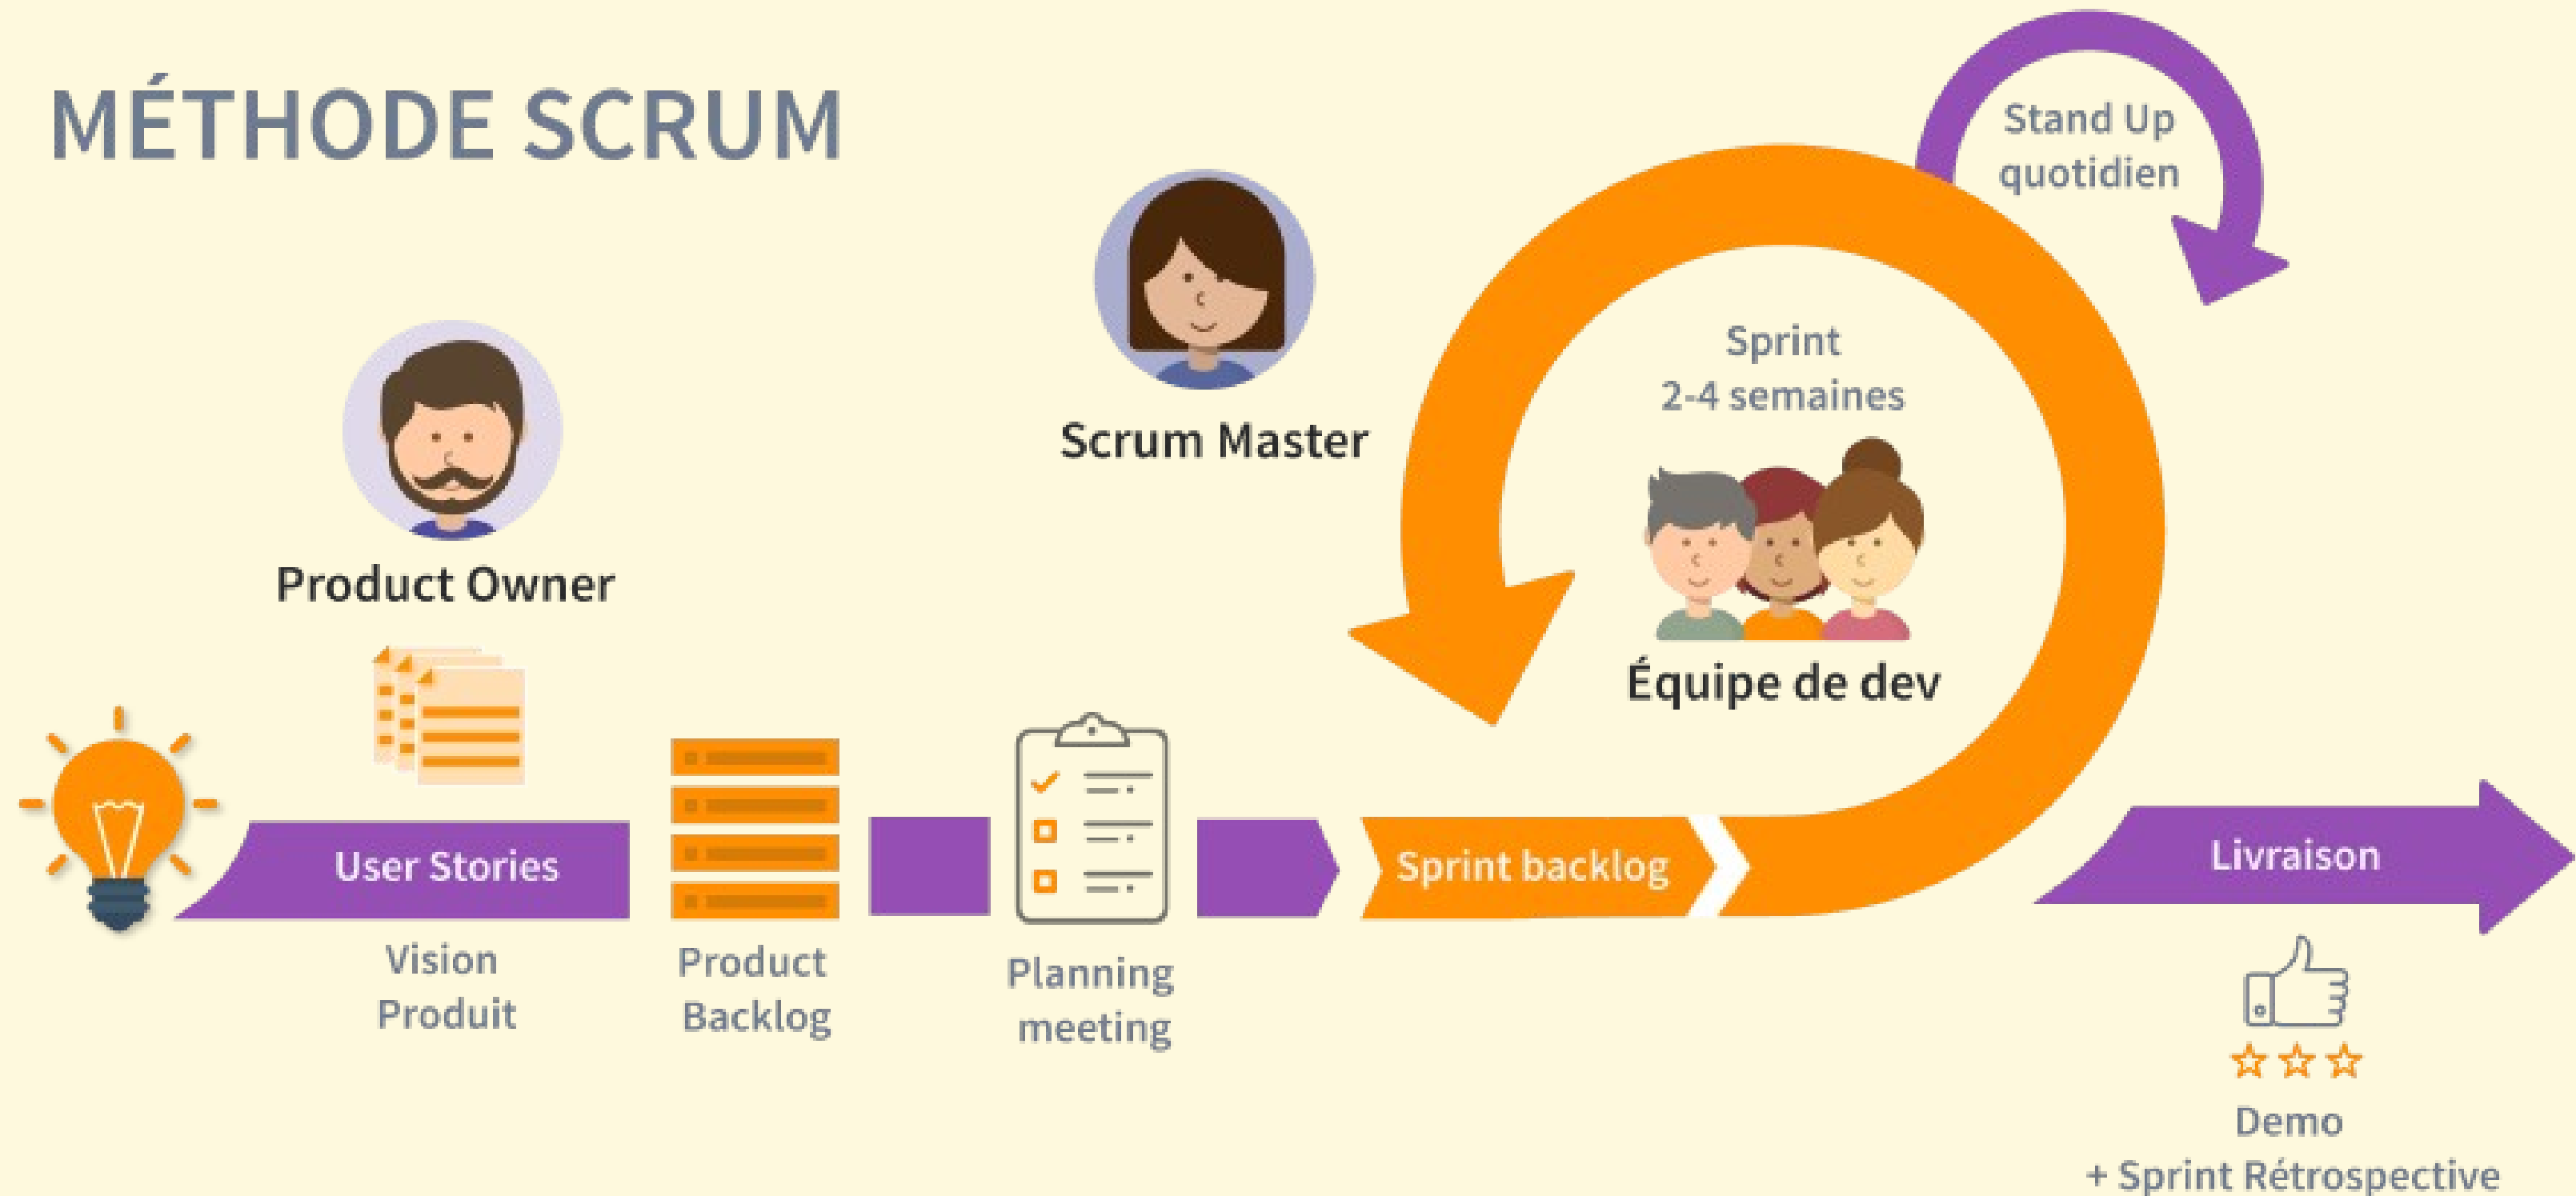 MÉTHODE SCRUM
Stand Up
quotidien
Sprint
2-4 semaines
Scrum Master
Product Owner
Équipe de dev
User Stories
Sprint backlog
Livraison
Vision
Produit
Product
Backlog
Planning
meeting
Demo
+ Sprint Rétrospective